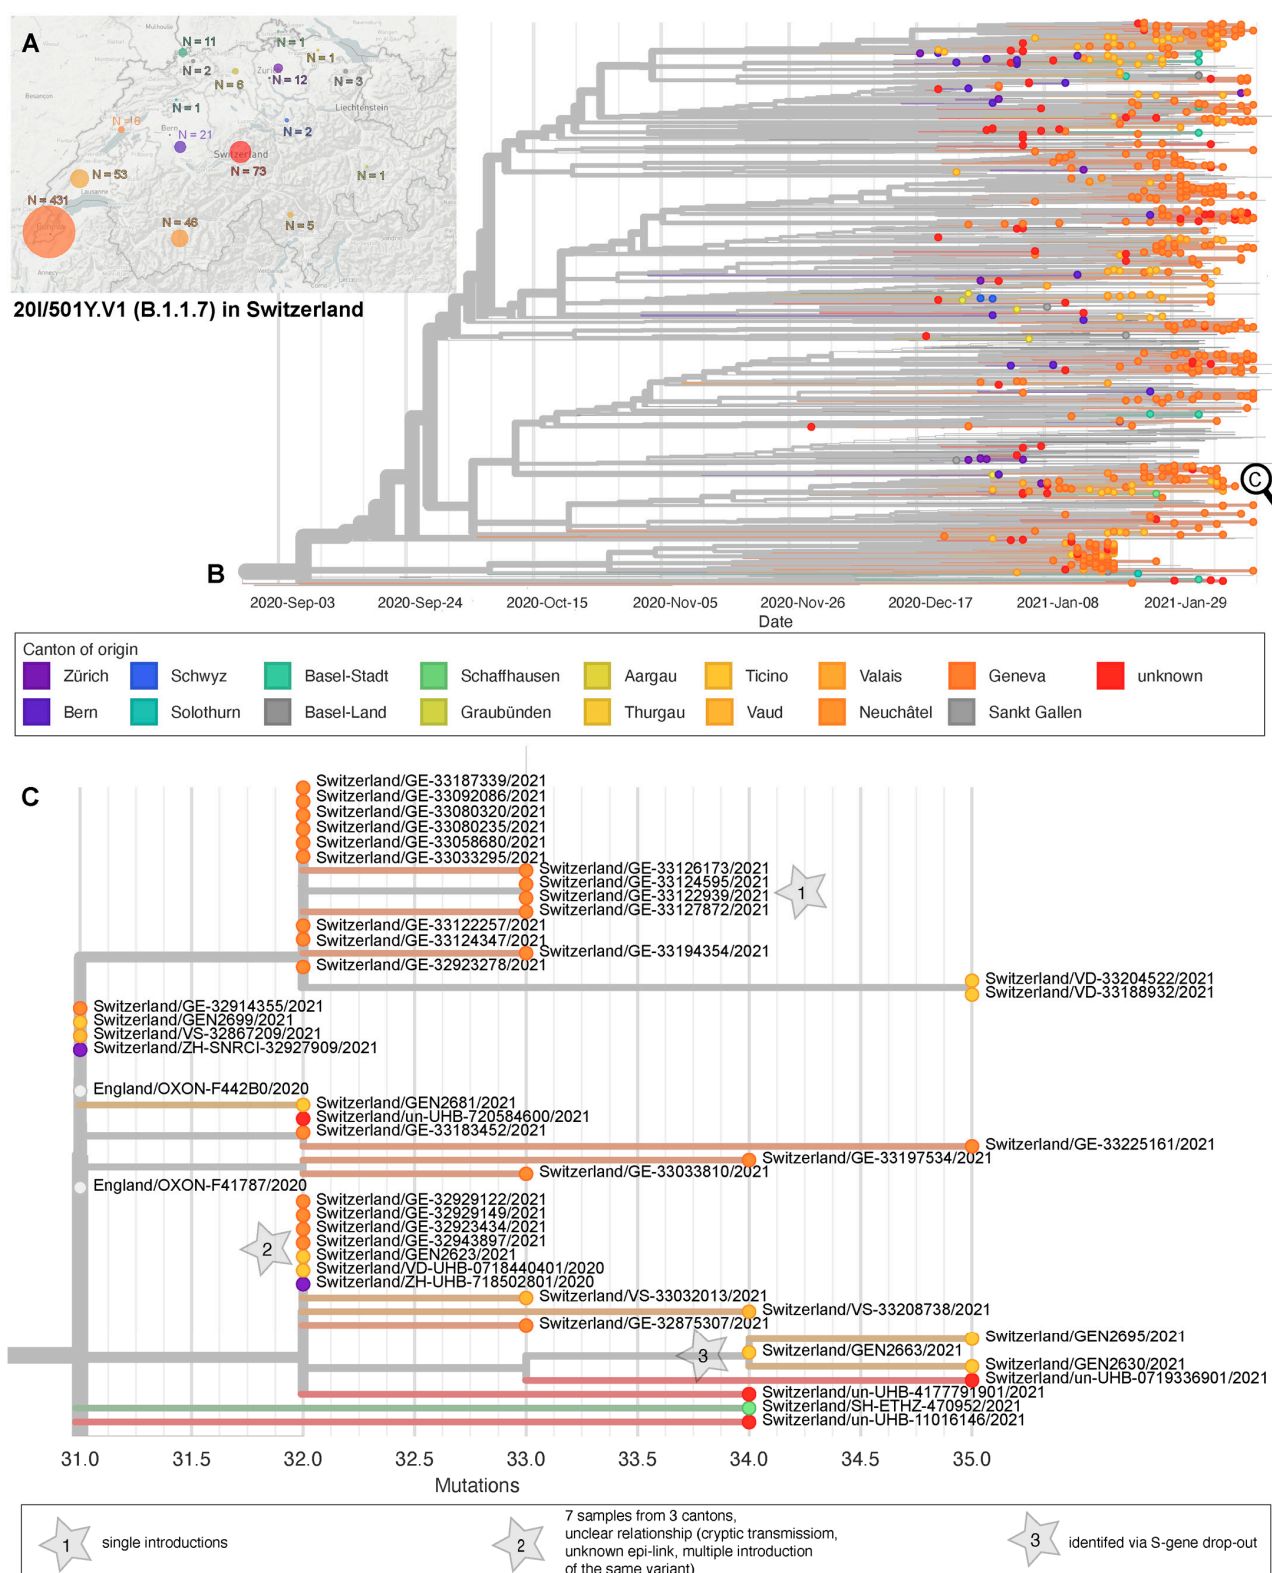 A
N = 11
N = 1
N = 1
N = 2
N = 6
Zürich
N = 12
N = 3
N = 1
Liechtenstein
Besançon
N = 16
Bern
N = 21
N = 2
Switzerland
N = 73
N = 1
N = 53
Lausanne
N = 431
N = 46
N = 5
Annecy
20I/501Y.V1 (B.1.1.7) in Switzerland
C
B
2020-Sep-03 2020-Sep-24 2020-Oct-15 2020-Nov-05 2020-Nov-26 2020-Dec-17 2021-Jan-08 2021-Jan-29
Date
Canton of origin
Zürich Schwyz Basel-Stadt Schaffhausen Aargau Ticino Valais Geneva unknown
Bern Solothurn Basel-Land Graubünden Thurgau Vaud Neuchâtel Sankt Gallen
C
Switzerland/GE-33187339/2021
Switzerland/GE-33092086/2021
Switzerland/GE-33080320/2021
Switzerland/GE-33080235/2021
Switzerland/GE-33058680/2021
Switzerland/GE-33033295/2021
Switzerland/GE-33126173/2021
Switzerland/GE-33124595/2021
1
Switzerland/GE-33122939/2021
Switzerland/GE-33127872/2021
Switzerland/GE-33122257/2021
Switzerland/GE-33124347/2021
Switzerland/GE-33194354/2021
Switzerland/GE-32923278/2021
Switzerland/VD-33204522/2021
Switzerland/VD-33188932/2021
Switzerland/GE-32914355/2021
Switzerland/GEN2699/2021
Switzerland/VS-32867209/2021
Switzerland/ZH-SNRCI-32927909/2021
England/OXON-F442B0/2020
Switzerland/GEN2681/2021
Switzerland/un-UHB-720584600/2021
Switzerland/GE-33183452/2021
Switzerland/GE-33225161/2021
Switzerland/GE-33197534/2021
Switzerland/GE-33033810/2021
England/OXON-F41787/2020
Switzerland/GE-32929122/2021
Switzerland/GE-32929149/2021
Switzerland/GE-32923434/2021
Switzerland/GE-32943897/2021
2
Switzerland/GEN2623/2021
Switzerland/VD-UHB-0718440401/2020
Switzerland/ZH-UHB-718502801/2020
Switzerland/VS-33032013/2021
Switzerland/VS-33208738/2021
Switzerland/GE-32875307/2021
Switzerland/GEN2695/2021
3
Switzerland/GEN2663/2021
Switzerland/GEN2630/2021
Switzerland/un-UHB-0719336901/2021
Switzerland/un-UHB-4177791901/2021
Switzerland/SH-ETHZ-470952/2021
Switzerland/un-UHB-11016146/2021
31.0 31.5 32.0 32.5 33.0 33.5 34.0 34.5 35.0
Mutations
1 single introductions
2 7 samples from 3 cantons,
unclear relationship (cryptic transmissiom,
unknown epi-link, multiple introduction
of the same variant)
3 identifed via S-gene drop-out